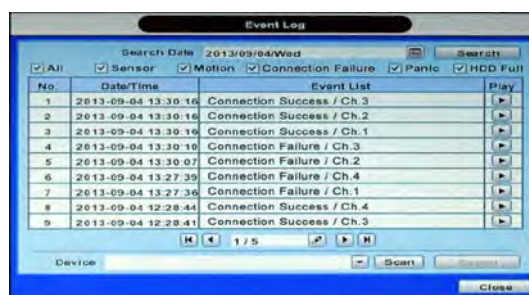 Event Log
Search Date 2013/09/04/Wed Search
All Sensor Motion Connection Failure Panic HDD Full
No. Date/Time Event List Play
1 2013-09-04 13:30:16 Connection Success / Ch.3
2 2013-09-04 13:30:16 Connection Success / Ch.2
3 2013-09-04 13:30:16 Connection Success / Ch.1
4 2013-09-04 13:30:10 Connection Failure / Ch.3
5 2013-09-04 13:30:07 Connection Failure / Ch.2
6 2013-09-04 13:27:39 Connection Failure / Ch.4
7 2013-09-04 13:27:36 Connection Failure / Ch.1
8 2013-09-04 12:28:44 Connection Success / Ch.4
9 2013-09-04 12:28:41 Connection Success / Ch.3
1 / 5
Device Scan
Close